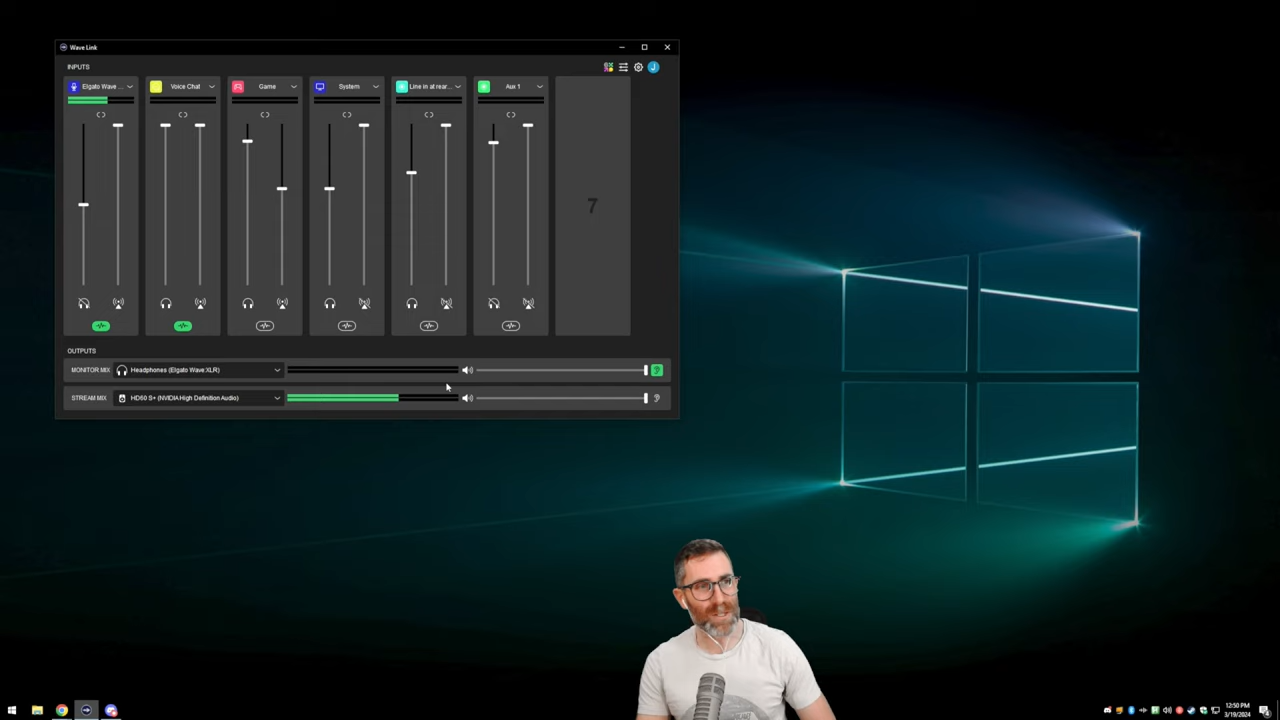 Wave Link
INPUTS
Elgato Wave ...
Voice Chat
Game
System
Line in at rear...
Aux 1
7
OUTPUTS
MONITOR MIX
Headphones (Elgato Wave:XLR)
STREAM MIX
HD60 S+ (NVIDIA High Definition Audio)
12:50 PM
3/19/2024